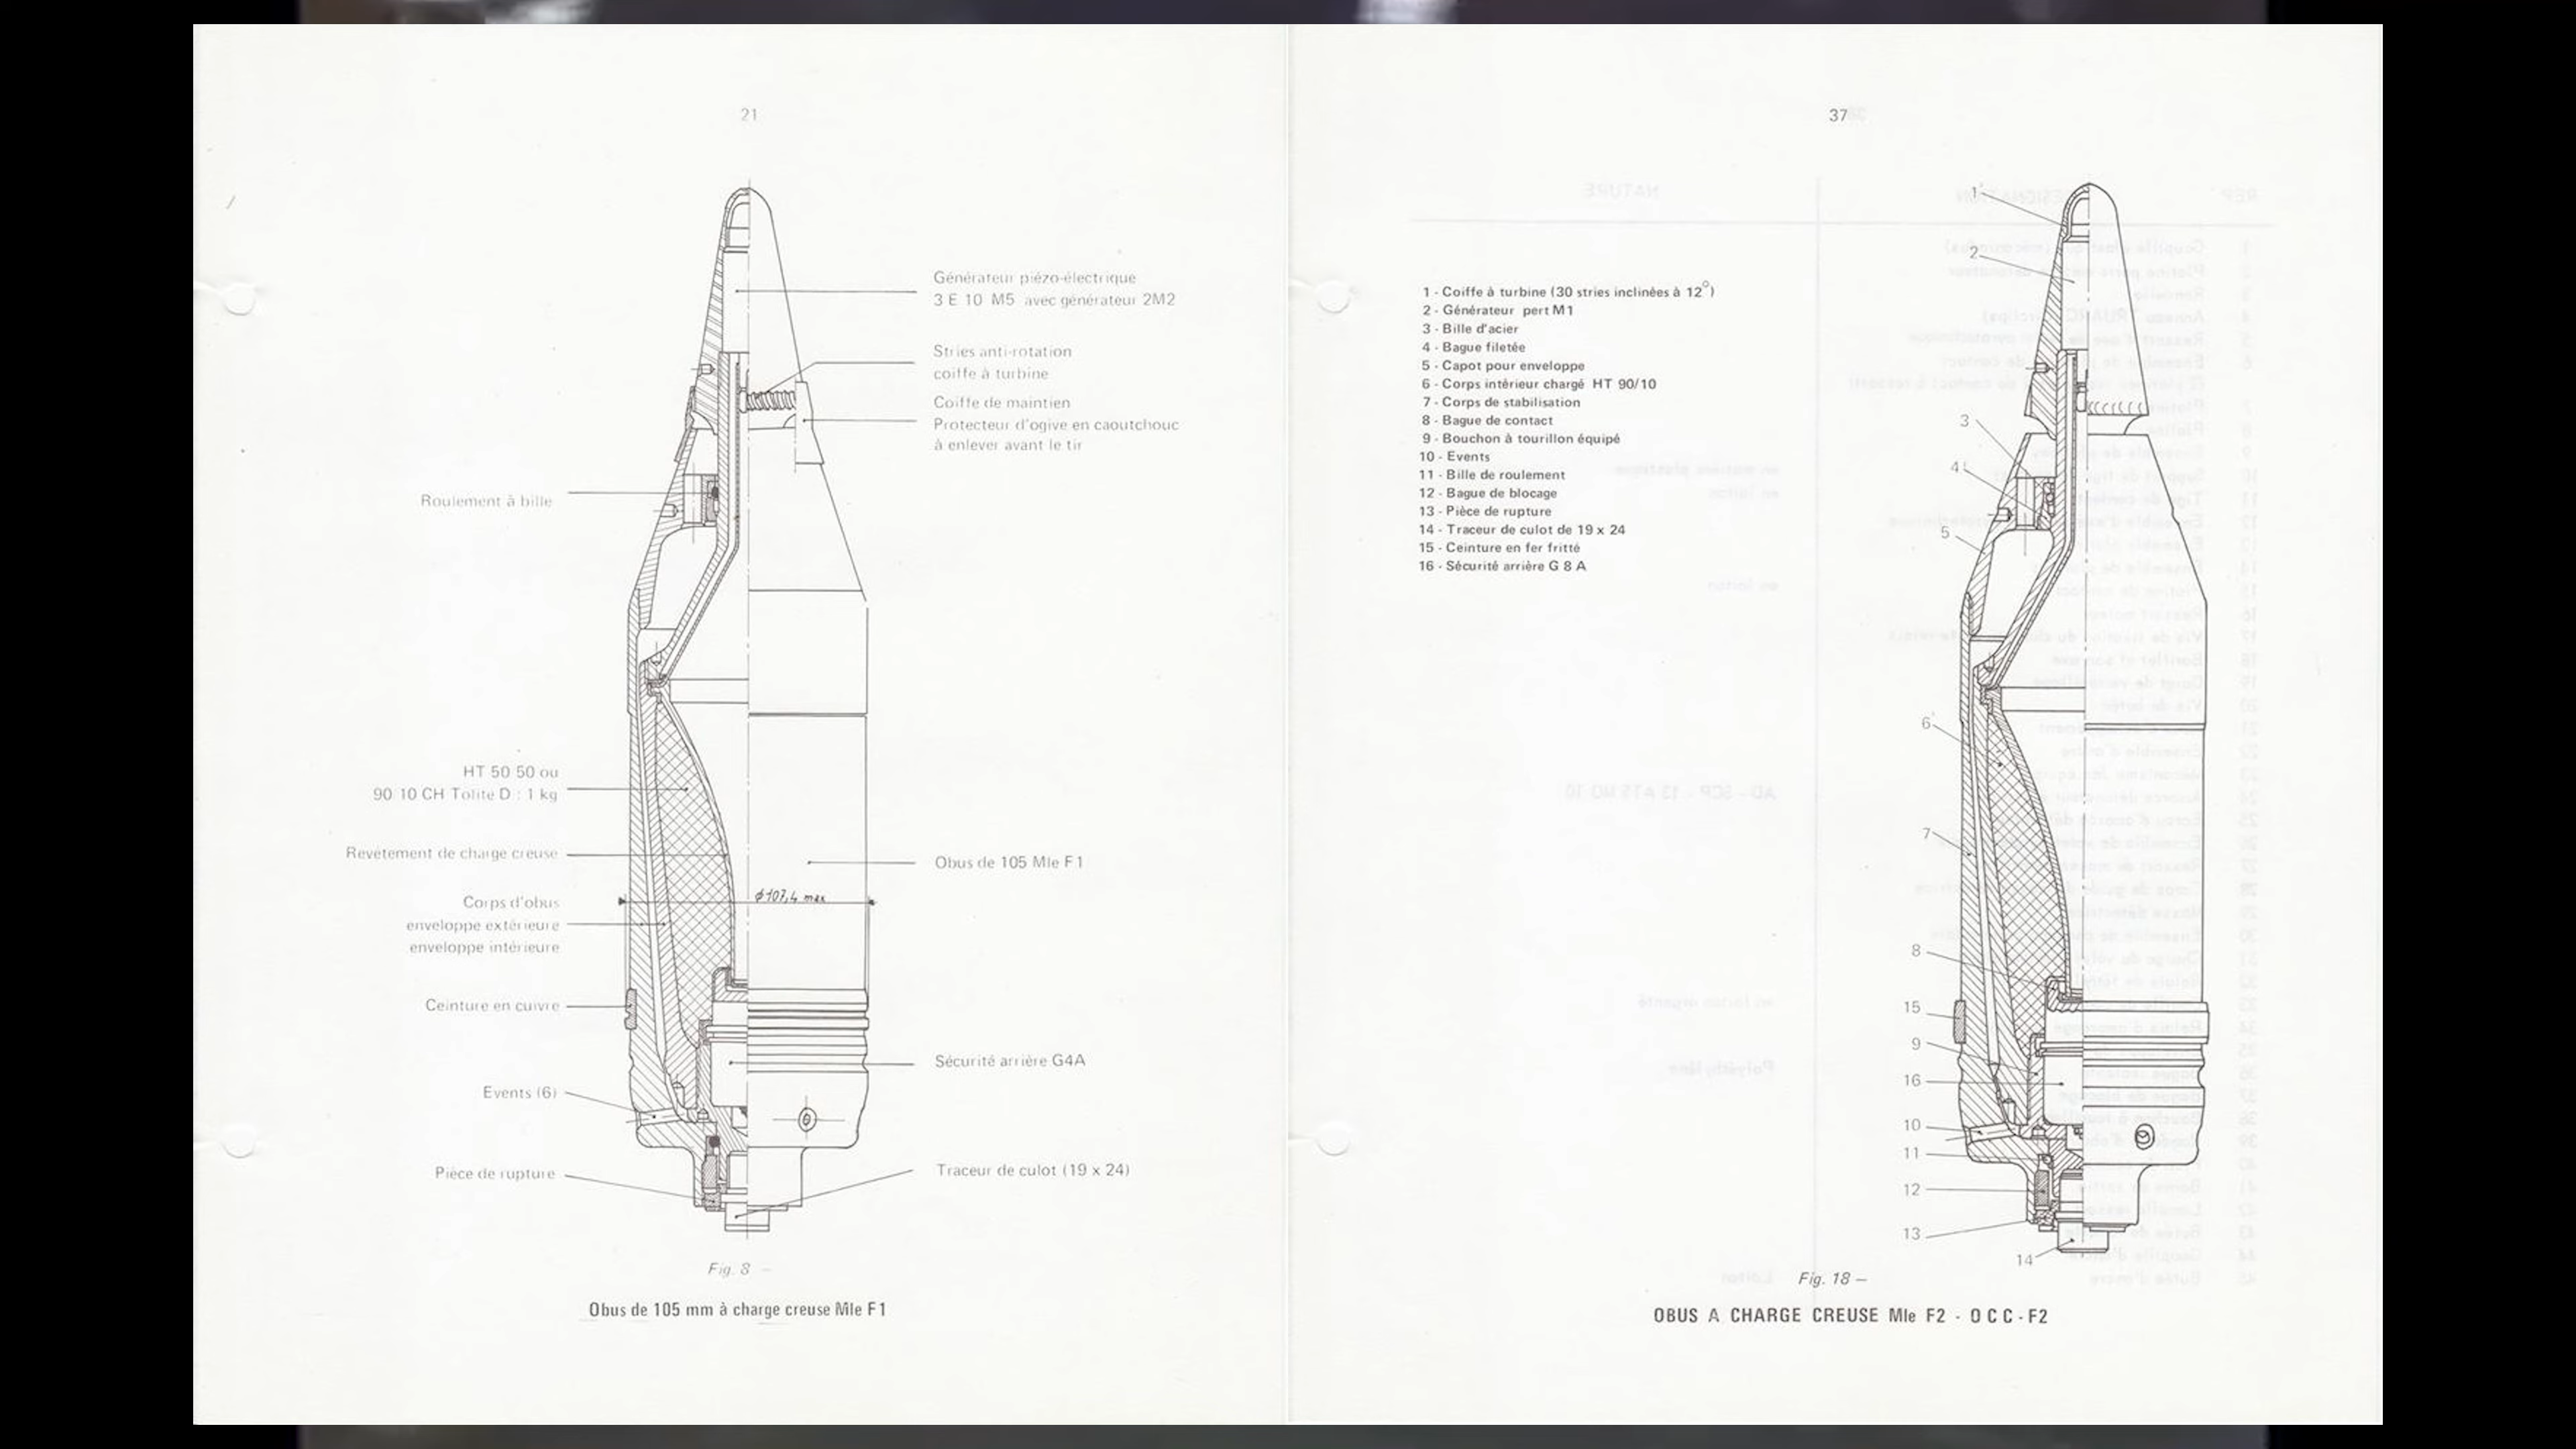 21
Générateur piézo-électrique
3 E 10 M5 avec générateur 2M2
Stries anti-rotation
coiffe à turbine
Coiffe de maintien
Protecteur d'ogive en caoutchouc
à enlever avant le tir
Roulement à bille
HT 50 50 ou
90 10 CH Tolite D : 1 kg
Revêtement de charge creuse
Obus de 105 Mle F1
Corps d'obus
enveloppe extérieure
enveloppe intérieure
ϕ107,4 max
Ceinture en cuivre
Sécurité arrière G4A
Events (6)
Pièce de rupture
Traceur de culot (19 x 24)
Fig. 8 —
Obus de 105 mm à charge creuse Mle F1
37
1 - Coiffe à turbine (30 stries inclinées à 12°)
2 - Générateur pert M1
3 - Bille d'acier
4 - Bague filetée
5 - Capot pour enveloppe
6 - Corps intérieur chargé HT 90/10
7 - Corps de stabilisation
8 - Bague de contact
9 - Bouchon à tourillon équipé
10 - Events
11 - Bille de roulement
12 - Bague de blocage
13 - Pièce de rupture
14 - Traceur de culot de 19 x 24
15 - Ceinture en fer fritté
16 - Sécurité arrière G 8 A
1
2
3
4
5
6
7
8
15
9
16
10
11
12
13
14
Fig. 18 —
OBUS A CHARGE CREUSE Mle F2 - O C C - F2